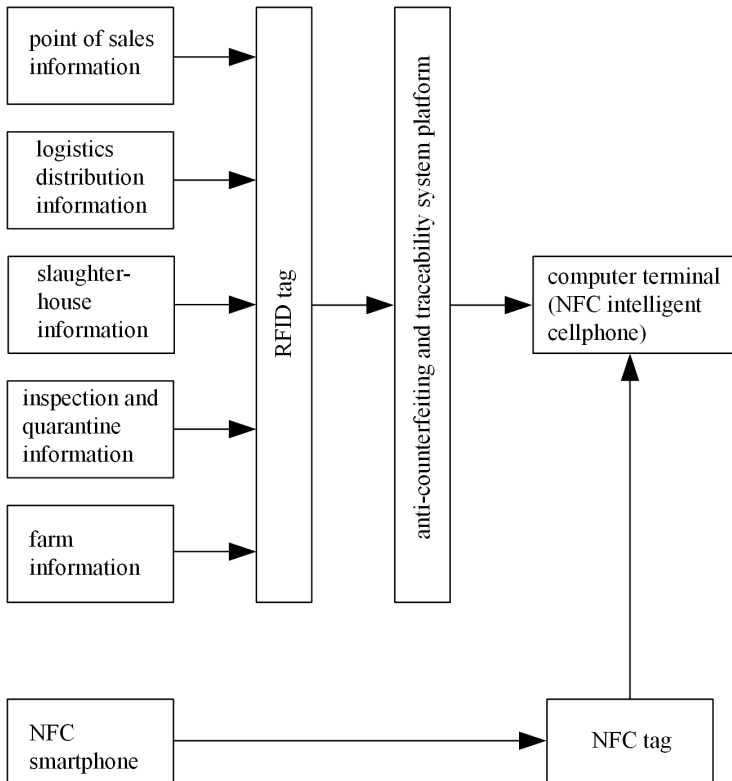 point of sales
information
logistics
distribution
information
slaughter-
house
information
inspection and
quarantine
information
farm
information
RFID tag
anti-counterfeiting and traceability system platform
computer terminal
(NFC intelligent
cellphone)
NFC
smartphone
NFC tag